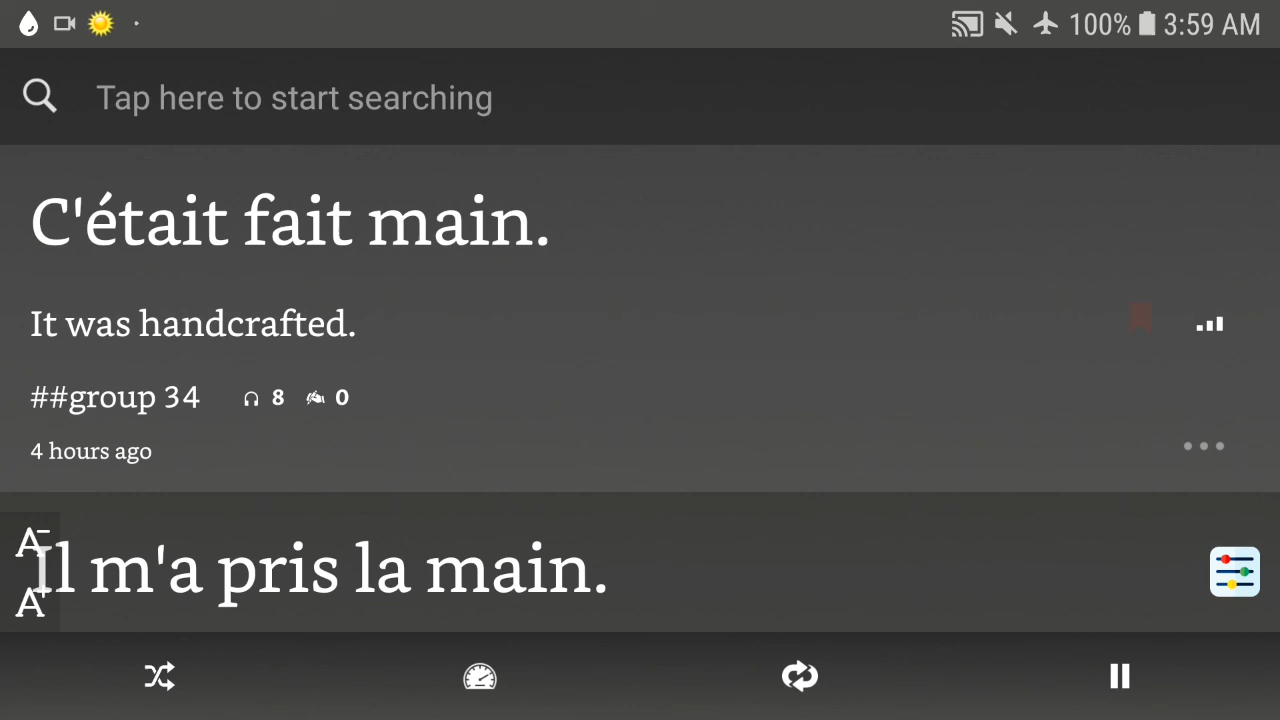 100% 3:59 AM
Tap here to start searching
C'était fait main.
It was handcrafted.
##group 34 8 0
4 hours ago
A-
Il m'a pris la main.
A+